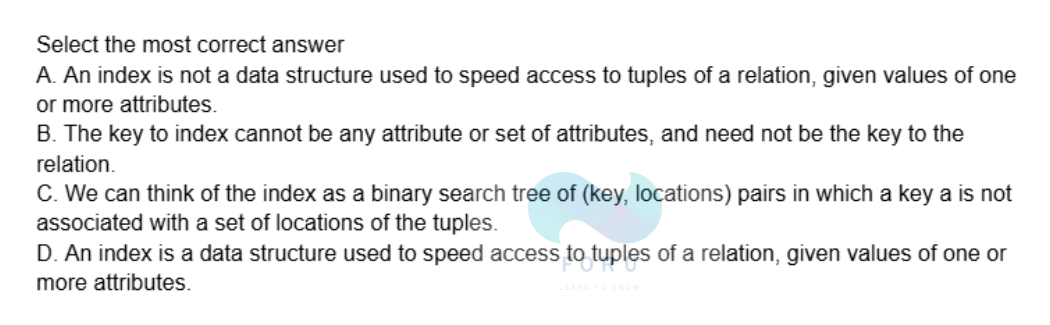 Select the most correct answer
A. An index is not a data structure used to speed access to tuples of a relation, given values of one
or more attributes.
B. The key to index cannot be any attribute or set of attributes, and need not be the key to the
relation.
C. We can think of the index as a binary search tree of (key, locations) pairs in which a key a is not
associated with a set of locations of the tuples.
D. An index is a data structure used to speed access to tuples of a relation, given values of one or
FORU
more attributes.
LEARN TO KNOW